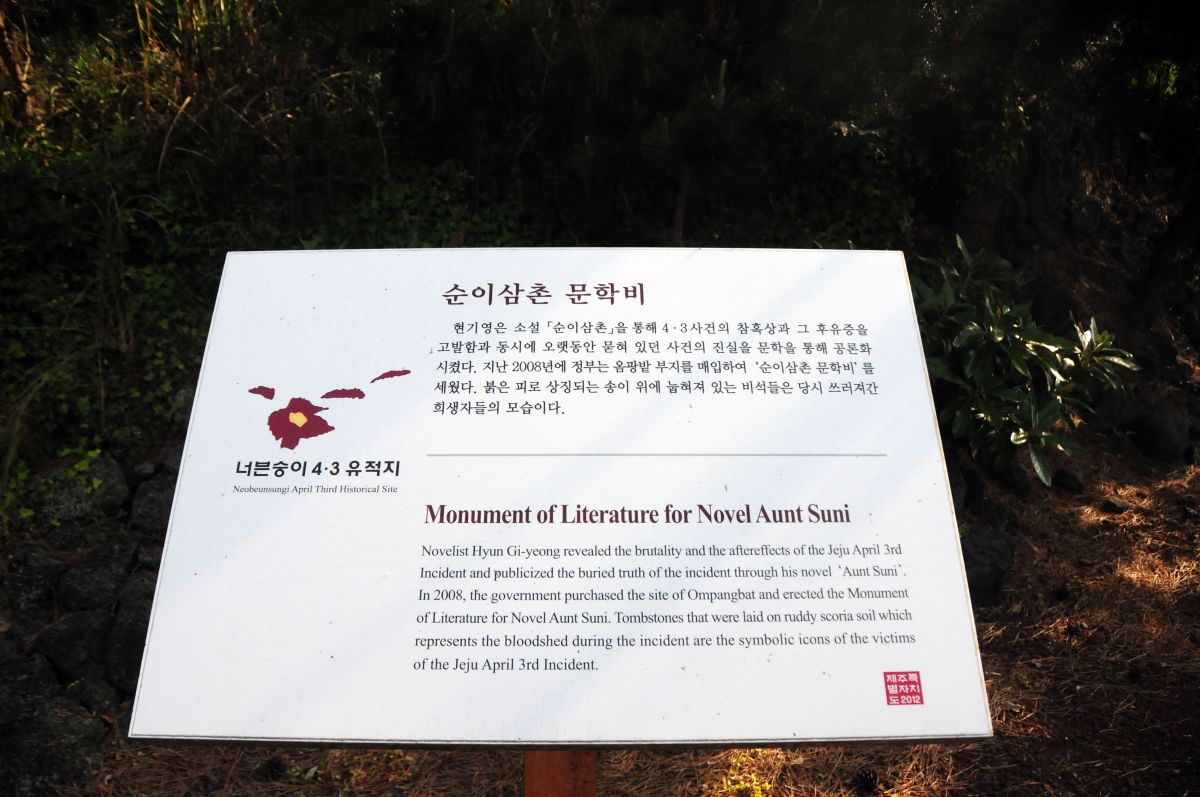 순이삼촌 문학비
현기영은 소설 「순이삼촌」을 통해 4·3사건의 참혹상과 그 후유증을
고발함과 동시에 오랫동안 묻혀 있던 사건의 진실을 문학을 통해 공론화
시켰다. 지난 2008년에 정부는 옴팡밭 부지를 매입하여 ‘순이삼촌 문학비’를
세웠다. 붉은 피로 상징되는 송이 위에 눕혀져 있는 비석들은 당시 쓰러져간
희생자들의 모습이다.
너븐숭이 4·3 유적지
Neobeunsungi April Third Historical Site
Monument of Literature for Novel Aunt Suni
Novelist Hyun Gi-yeong revealed the brutality and the aftereffects of the Jeju April 3rd
Incident and publicized the buried truth of the incident through his novel ‘Aunt Suni’.
In 2008, the government purchased the site of Ompangbat and erected the Monument
of Literature for Novel Aunt Suni. Tombstones that were laid on ruddy scoria soil which
represents the bloodshed during the incident are the symbolic icons of the victims
of the Jeju April 3rd Incident.
제주특
별자치
도2012